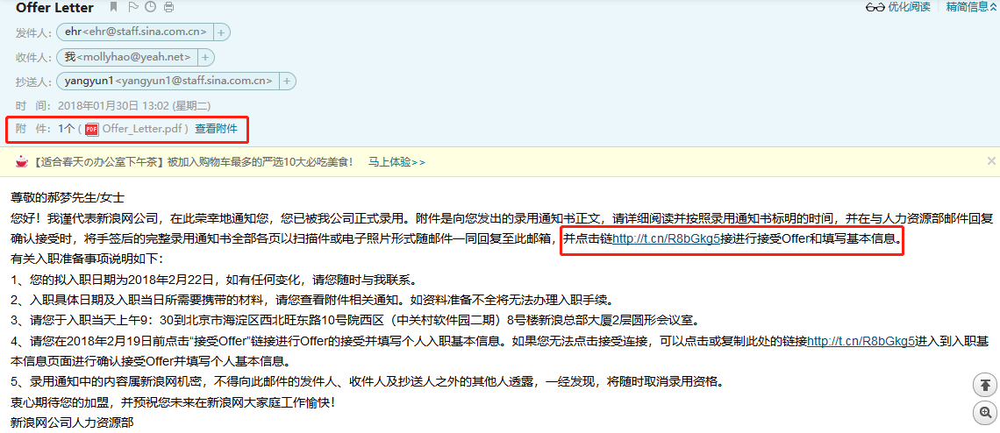 Offer Letter
优化阅读 精简信息
发件人： ehr<ehr@staff.sina.com.cn> +
收件人： 我<mollyhao@yeah.net> +
抄送人： yangyun1<yangyun1@staff.sina.com.cn> +
时 间： 2018年01月30日 13:02 (星期二)
附 件： 1个 ( PDF Offer_Letter.pdf ) 查看附件
【适合春天の办公室下午茶】被加入购物车最多的严选10大必吃美食！ 马上体验>> ×
尊敬的郝梦先生/女士
您好！我谨代表新浪网公司，在此荣幸地通知您，您已被我公司正式录用。附件是向您发出的录用通知书正文，请详细阅读并按照录用通知书标明的时间，并在与人力资源部邮件回复
确认接受时，将手签后的完整录用通知书全部各页以扫描件或电子照片形式随邮件一同回复至此邮箱，并点击链http://t.cn/R8bGkg5接进行接受Offer和填写基本信息。
有关入职准备事项说明如下：
1、您的拟入职日期为2018年2月22日，如有任何变化，请您随时与我联系。
2、入职具体日期及入职当日所需要携带的材料，请您查看附件相关通知。如资料准备不全将无法办理入职手续。
3、请您于入职当天上午9：30到北京市海淀区西北旺东路10号院西区（中关村软件园二期）8号楼新浪总部大厦2层圆形会议室。
4、请您在2018年2月19日前点击“接受Offer”链接进行Offer的接受并填写个人入职基本信息。如果您无法点击接受连接，可以点击或复制此处的链接http://t.cn/R8bGkg5进入到入职基
本信息页面进行确认接受Offer并填写个人基本信息。
5、录用通知中的内容属新浪网机密，不得向此邮件的发件人、收件人及抄送人之外的其他人透露，一经发现，将随时取消录用资格。
衷心期待您的加盟，并预祝您未来在新浪网大家庭工作愉快！
新浪网公司人力资源部